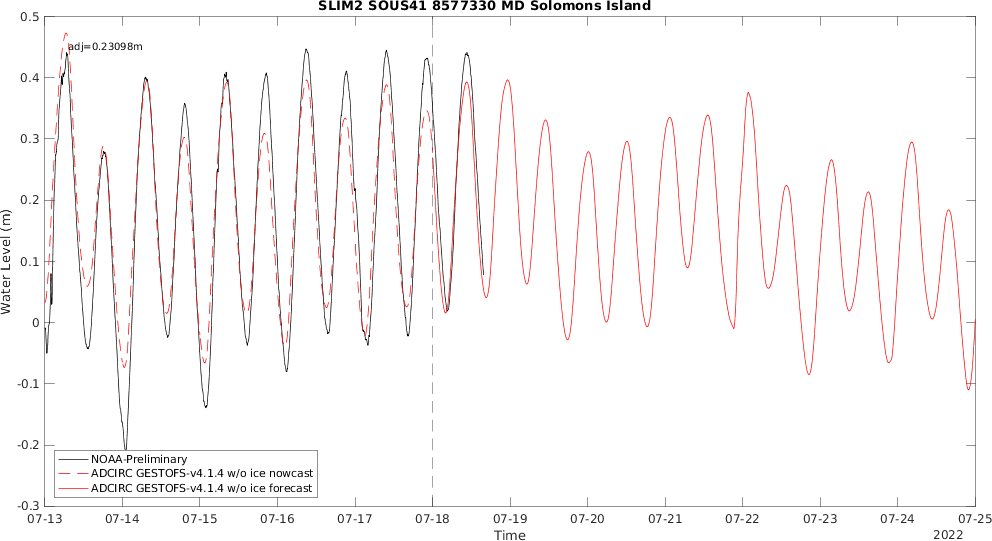 SLIM2 SOUS41 8577330 MD Solomons Island
adj=0.23098m
Water Level (m)
0.5
0.4
0.3
0.2
0.1
0
-0.1
-0.2
-0.3
NOAA-Preliminary
ADCIRC GESTOFS-v4.1.4 w/o ice nowcast
ADCIRC GESTOFS-v4.1.4 w/o ice forecast
07-13 07-14 07-15 07-16 07-17 07-18 07-19 07-20 07-21 07-22 07-23 07-24 07-25
Time
2022